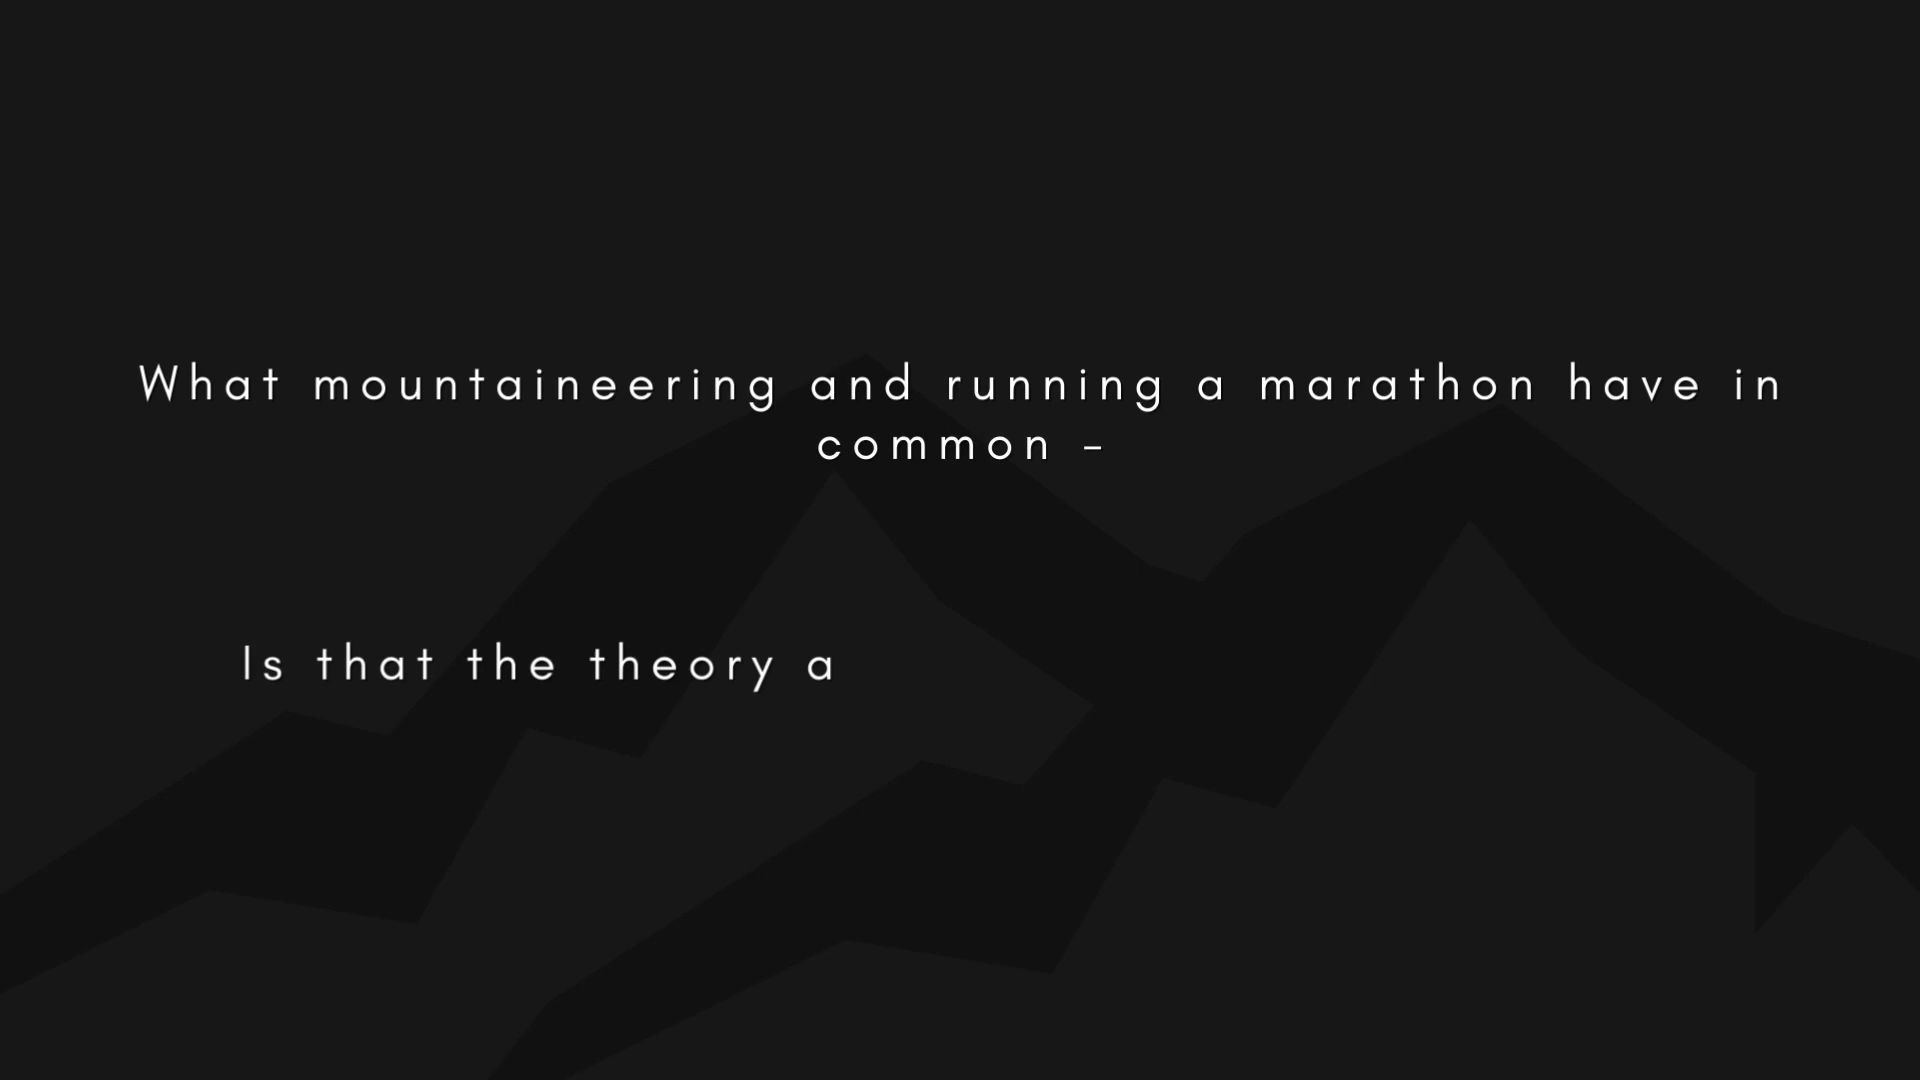 What mountaineering and running a marathon have in
common -
Is that the theory a